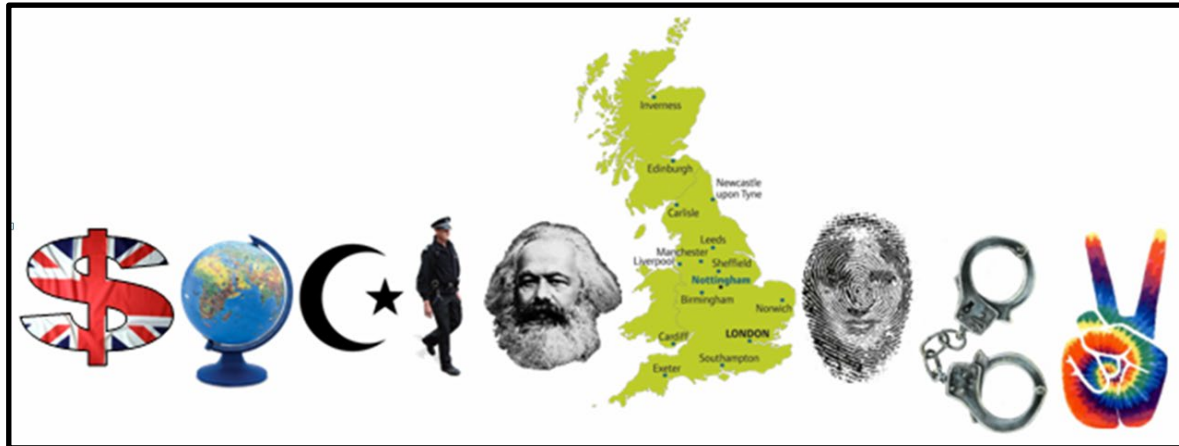 Inverness
Edinburgh
Newcastle
upon Tyne
Carlisle
Leeds
Manchester
Liverpool
Sheffield
Nottingham
Birmingham
Norwich
Cardiff
LONDON
Southampton
Exeter
$